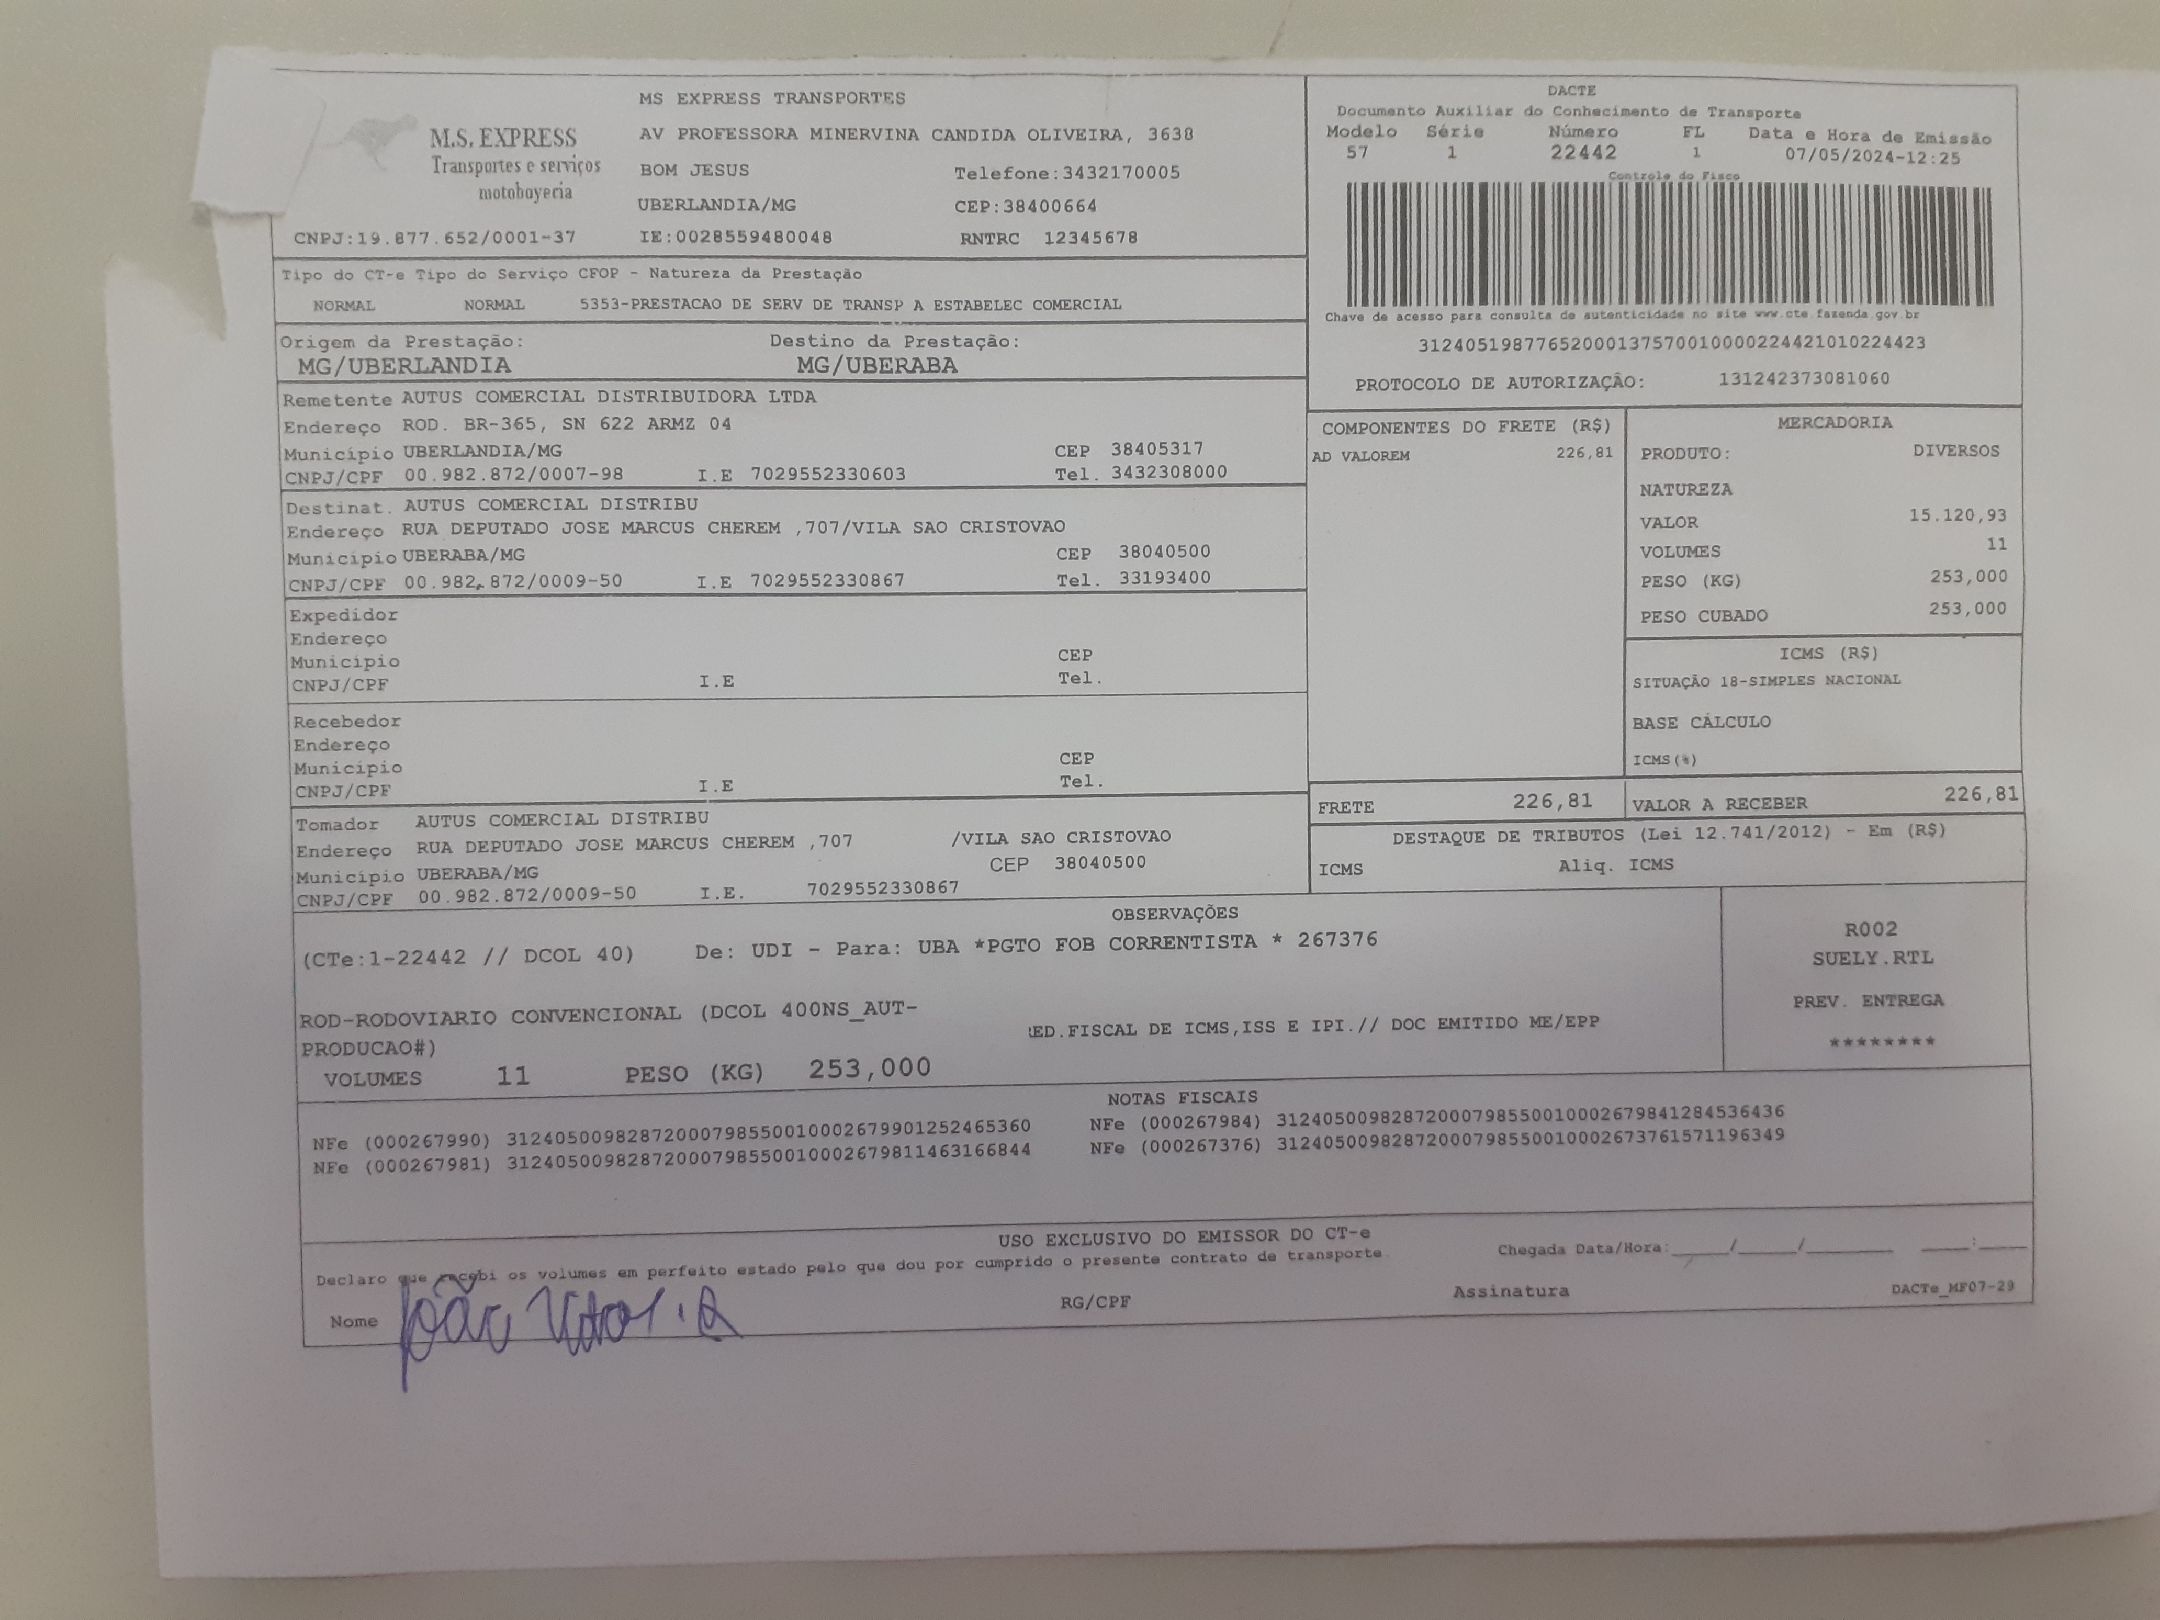 M.S. EXPRESS
Transportes e serviços
motoboyeria
MS EXPRESS TRANSPORTES
AV PROFESSORA MINERVINA CANDIDA OLIVEIRA, 3638
BOM JESUS Telefone:3432170005
UBERLANDIA/MG CEP:38400664
CNPJ:19.877.652/0001-37 IE:0028559480048 RNTRC 12345678
DACTE
Documento Auxiliar do Conhecimento de Transporte
Modelo Série Número FL Data e Hora de Emissão
57 1 22442 1 07/05/2024-12:25
Controle do Fisco
Chave de acesso para consulta de autenticidade no site www.cte.fazenda.gov.br
31240519877652000137570010000224421010224423
PROTOCOLO DE AUTORIZAÇÃO: 131242373081060
Tipo do CT-e Tipo do Serviço CFOP - Natureza da Prestação
NORMAL NORMAL 5353-PRESTACAO DE SERV DE TRANSP A ESTABELEC COMERCIAL
Origem da Prestação: Destino da Prestação:
MG/UBERLANDIA MG/UBERABA
Remetente AUTUS COMERCIAL DISTRIBUIDORA LTDA
Endereço ROD. BR-365, SN 622 ARMZ 04
Município UBERLANDIA/MG CEP 38405317
CNPJ/CPF 00.982.872/0007-98 I.E 7029552330603 Tel. 3432308000
Destinat. AUTUS COMERCIAL DISTRIBU
Endereço RUA DEPUTADO JOSE MARCUS CHEREM ,707/VILA SAO CRISTOVAO
Município UBERABA/MG CEP 38040500
CNPJ/CPF 00.982.872/0009-50 I.E 7029552330867 Tel. 33193400
Expedidor
Endereço
Município CEP
CNPJ/CPF I.E Tel.
Recebedor
Endereço
Município CEP
CNPJ/CPF I.E Tel.
Tomador AUTUS COMERCIAL DISTRIBU
Endereço RUA DEPUTADO JOSE MARCUS CHEREM ,707 /VILA SAO CRISTOVAO
Município UBERABA/MG CEP 38040500
CNPJ/CPF 00.982.872/0009-50 I.E. 7029552330867
COMPONENTES DO FRETE (R$)
AD VALOREM 226,81
MERCADORIA
PRODUTO: DIVERSOS
NATUREZA
VALOR 15.120,93
VOLUMES 11
PESO (KG) 253,000
PESO CUBADO 253,000
ICMS (R$)
SITUAÇÃO 18-SIMPLES NACIONAL
BASE CÁLCULO
ICMS(%)
FRETE 226,81 VALOR A RECEBER 226,81
DESTAQUE DE TRIBUTOS (Lei 12.741/2012) - Em (R$)
ICMS Aliq. ICMS
OBSERVAÇÕES
(CTe:1-22442 // DCOL 40) De: UDI - Para: UBA *PGTO FOB CORRENTISTA * 267376
ROD-RODOVIARIO CONVENCIONAL (DCOL 400NS_AUT-
PRODUCAO#)
ED.FISCAL DE ICMS,ISS E IPI.// DOC EMITIDO ME/EPP
VOLUMES 11 PESO (KG) 253,000
R002
SUELY.RTL
PREV. ENTREGA
********
NOTAS FISCAIS
NFe (000267990) 31240500982872000798550010002679901252465360 NFe (000267984) 31240500982872000798550010002679841284536436
NFe (000267981) 31240500982872000798550010002679811463166844 NFe (000267376) 31240500982872000798550010002673761571196349
USO EXCLUSIVO DO EMISSOR DO CT-e
Declaro que recebi os volumes em perfeito estado pelo que dou por cumprido o presente contrato de transporte. Chegada Data/Hora:____/____/______ ____:____
Nome João Vitor RG/CPF Assinatura DACTe_MF07-29